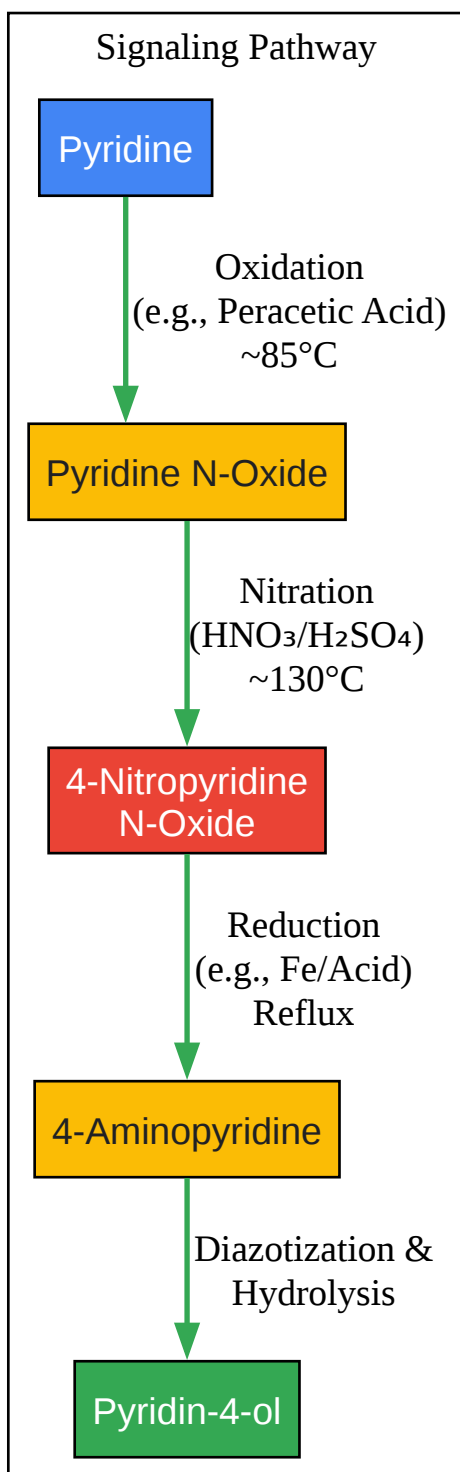 Signaling Pathway
Pyridine
Oxidation
(e.g., Peracetic Acid)
~85°C
Pyridine N-Oxide
Nitration
(HNO₃/H₂SO₄)
~130°C
4-Nitropyridine
N-Oxide
Reduction
(e.g., Fe/Acid)
Reflux
4-Aminopyridine
Diazotization &
Hydrolysis
Pyridin-4-ol